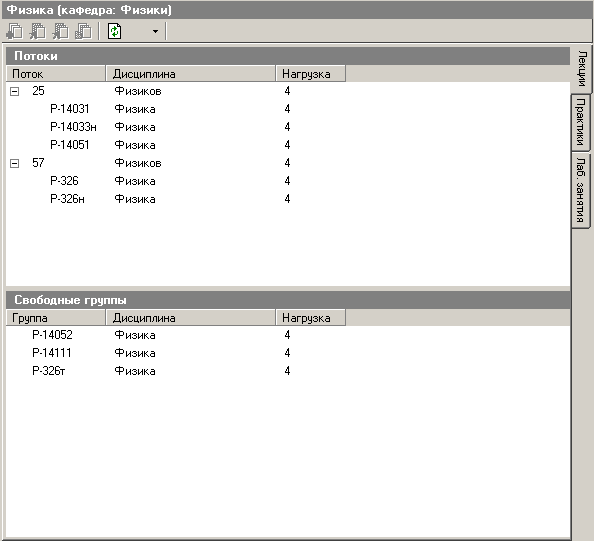 Физика (кафедра: Физики)
Потоки
Поток Дисциплина Нагрузка
25 Физиков 4
Р-14031 Физика 4
Р-14033н Физика 4
Р-14051 Физика 4
57 Физиков 4
Р-326 Физика 4
Р-326н Физика 4
Свободные группы
Группа Дисциплина Нагрузка
Р-14052 Физика 4
Р-14111 Физика 4
Р-326т Физика 4
Лекции
Практики
Лаб. занятия